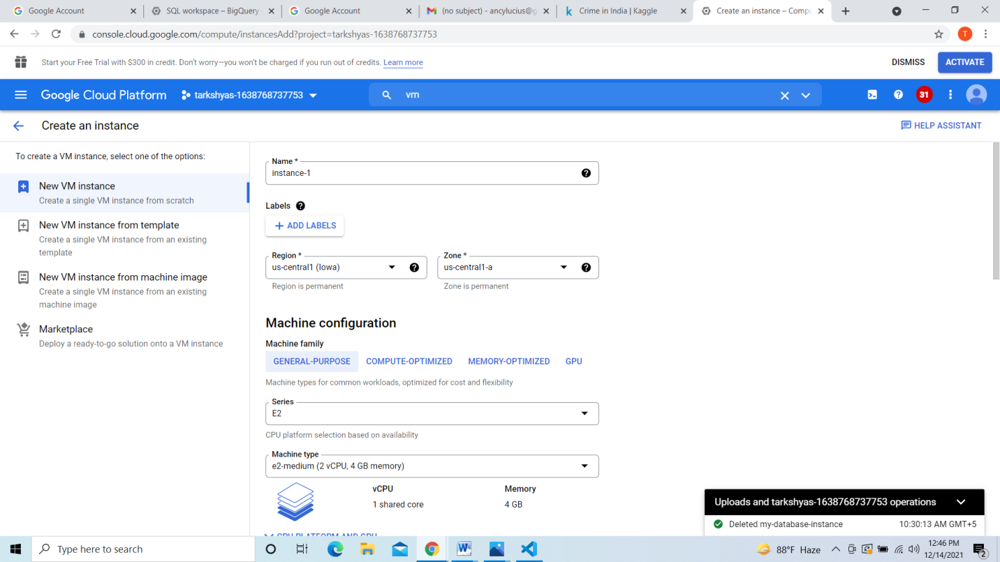 Google Account
SQL workspace – BigQuery
Google Account
(no subject) - ancylucius@g
Crime in India | Kaggle
Create an instance – Compu
console.cloud.google.com/compute/instancesAdd?project=tarkshyas-1638768737753
T
Start your Free Trial with $300 in credit. Don't worry—you won't be charged if you run out of credits. Learn more
DISMISS
ACTIVATE
Google Cloud Platform
tarkshyas-1638768737753
vm
31
Create an instance
HELP ASSISTANT
To create a VM instance, select one of the options:
New VM instance
Create a single VM instance from scratch
New VM instance from template
Create a single VM instance from an existing
template
New VM instance from machine image
Create a single VM instance from an existing
machine image
Marketplace
Deploy a ready-to-go solution onto a VM instance
Name *
instance-1
Labels
ADD LABELS
Region *
us-central1 (Iowa)
Region is permanent
Zone *
us-central1-a
Zone is permanent
Machine configuration
Machine family
GENERAL-PURPOSE COMPUTE-OPTIMIZED MEMORY-OPTIMIZED GPU
Machine types for common workloads, optimized for cost and flexibility
Series
E2
CPU platform selection based on availability
Machine type
e2-medium (2 vCPU, 4 GB memory)
vCPU
1 shared core
Memory
4 GB
CPU PLATFORM AND GPU
Uploads and tarkshyas-1638768737753 operations
Deleted my-database-instance 10:30:13 AM GMT+5
Type here to search
88°F Haze
12:46 PM
12/14/2021
2